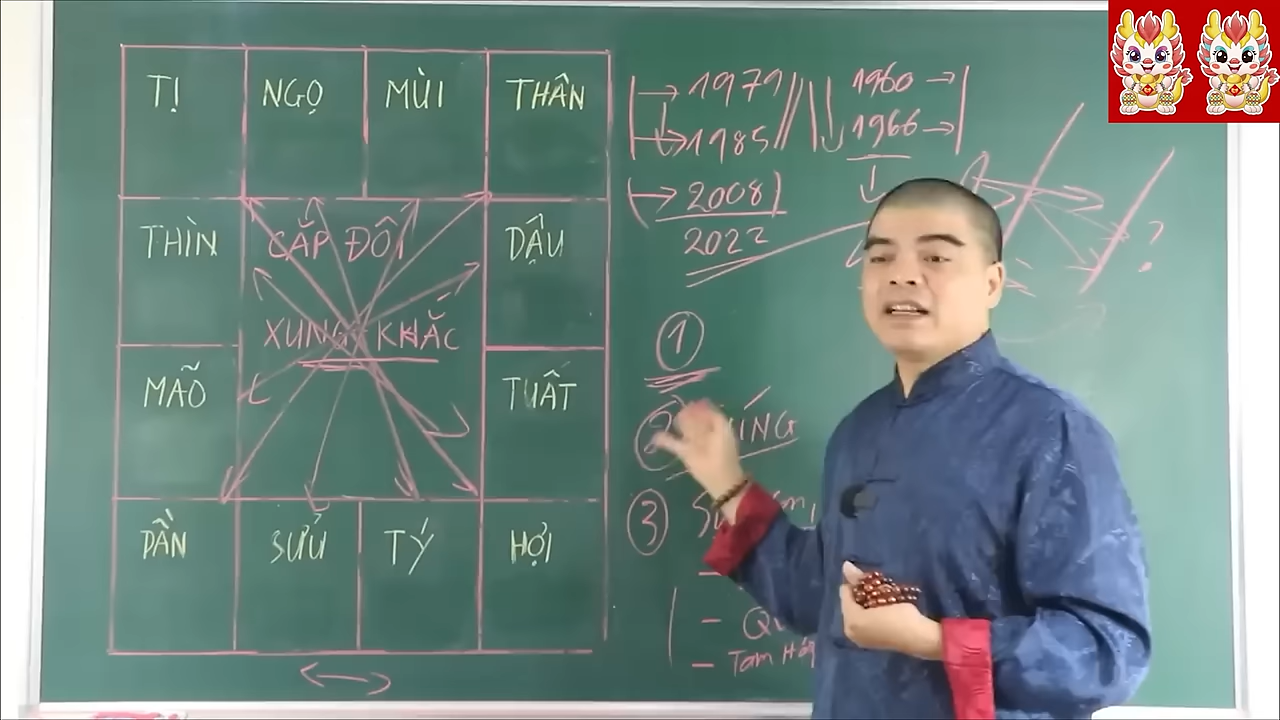 TỊ NGỌ MÙI THÂN
THÌN CẶP ĐÔI DẬU
XUNG KHẮC
MÃO TUẤT
DẦN SỬU TÝ HỢI
→ 1979
→ 1985
→ 2008
2022
1960 →
1966 →
?
①
②
③
-
-
- Tam